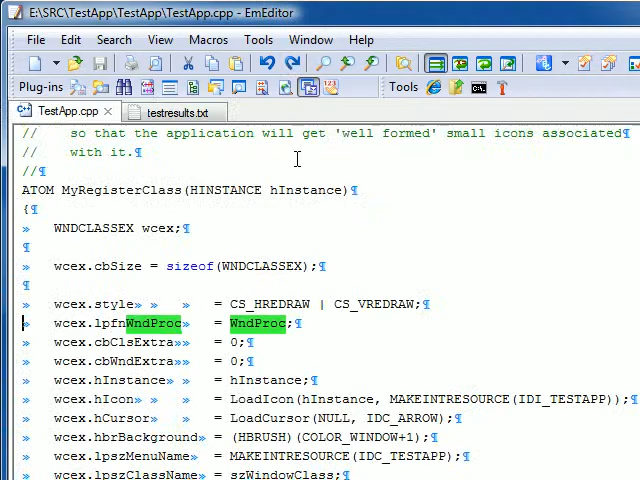 E:\SRC\TestApp\TestApp\TestApp.cpp - EmEditor
File Edit Search View Macros Tools Window Help
Plug-ins Tools
TestApp.cpp testresults.txt
// so that the application will get 'well formed' small icons associated¶
// with it.¶
//¶
ATOM MyRegisterClass(HINSTANCE hInstance)¶
{¶
» WNDCLASSEX wcex;¶
¶
» wcex.cbSize = sizeof(WNDCLASSEX);¶
¶
» wcex.style» » » = CS_HREDRAW | CS_VREDRAW;¶
» wcex.lpfnWndProc» = WndProc;¶
» wcex.cbClsExtra» » = 0;¶
» wcex.cbWndExtra» » = 0;¶
» wcex.hInstance» » = hInstance;¶
» wcex.hIcon» » » = LoadIcon(hInstance, MAKEINTRESOURCE(IDI_TESTAPP));¶
» wcex.hCursor» » = LoadCursor(NULL, IDC_ARROW);¶
» wcex.hbrBackground» = (HBRUSH)(COLOR_WINDOW+1);¶
» wcex.lpszMenuName» = MAKEINTRESOURCE(IDC_TESTAPP);¶
» wcex.lpszClassName» = szWindowClass;¶